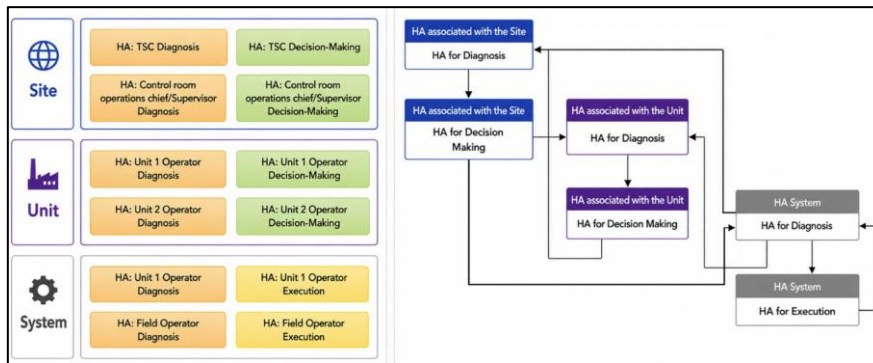 Site
HA: TSC Diagnosis
HA: TSC Decision-Making
HA: Control room
operations chief/Supervisor
Diagnosis
HA: Control room
operations chief/Supervisor
Decision-Making
Unit
HA: Unit 1 Operator
Diagnosis
HA: Unit 1 Operator
Decision-Making
HA: Unit 2 Operator
Diagnosis
HA: Unit 2 Operator
Decision-Making
System
HA: Unit 1 Operator
Diagnosis
HA: Unit 1 Operator
Execution
HA: Field Operator
Diagnosis
HA: Field Operator
Execution
HA associated with the Site
HA for Diagnosis
HA associated with the Site
HA for Decision
Making
HA associated with the Unit
HA for Diagnosis
HA associated with the Unit
HA for Decision Making
HA System
HA for Diagnosis
HA System
HA for Execution